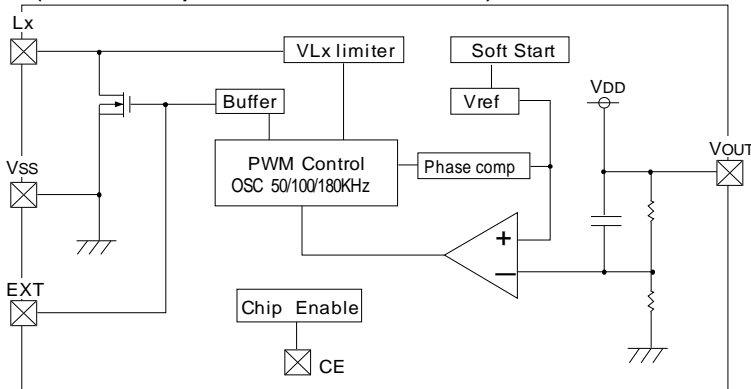 Lx
VLx limiter
Soft Start
Buffer
Vref
VDD
PWM Control
OSC 50/100/180KHz
Phase comp
VOUT
VSS
+
−
EXT
Chip Enable
CE